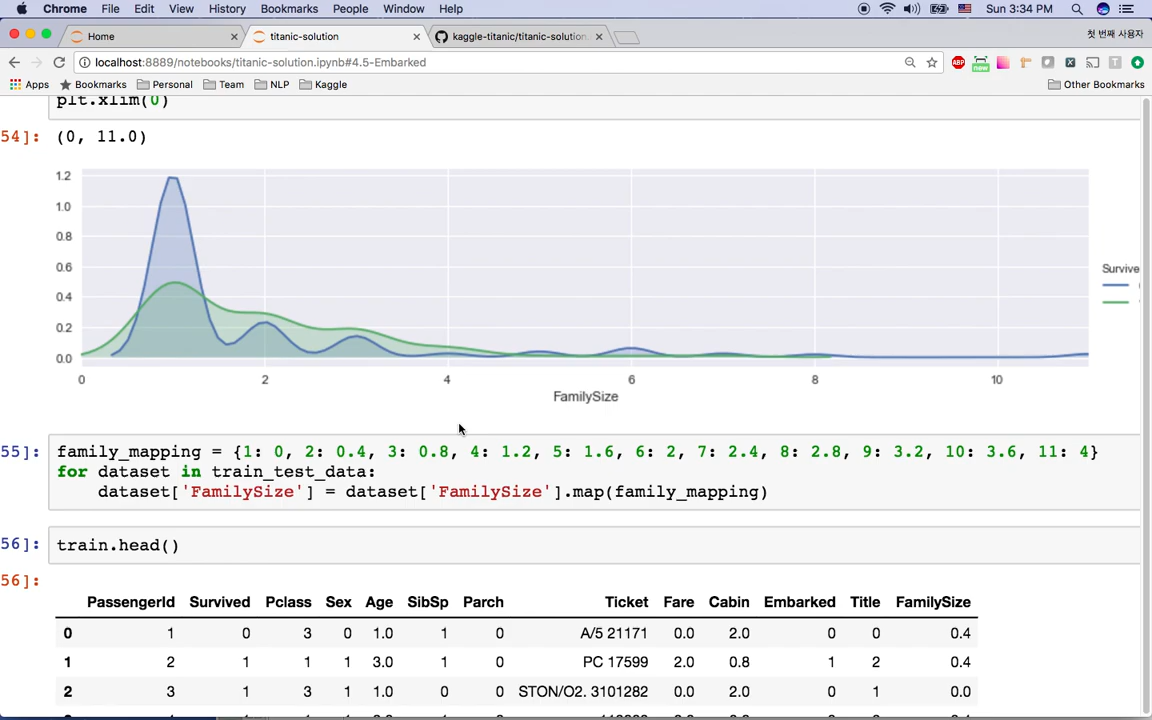 Chrome File Edit View History Bookmarks People Window Help Sun 3:34 PM
Home titanic-solution kaggle-titanic/titanic-solution. 첫 번째 사용자
localhost:8889/notebooks/titanic-solution.ipynb#4.5-Embarked
Apps Bookmarks Personal Team NLP Kaggle Other Bookmarks
plt.xlim(0)
54]: (0, 11.0)
1.2
1.0
0.8
0.6
0.4
0.2
0.0
0 2 4 6 8 10
FamilySize
Survive
55]: family_mapping = {1: 0, 2: 0.4, 3: 0.8, 4: 1.2, 5: 1.6, 6: 2, 7: 2.4, 8: 2.8, 9: 3.2, 10: 3.6, 11: 4}
for dataset in train_test_data:
dataset['FamilySize'] = dataset['FamilySize'].map(family_mapping)
56]: train.head()
56]:
PassengerId Survived Pclass Sex Age SibSp Parch Ticket Fare Cabin Embarked Title FamilySize
0 1 0 3 0 1.0 1 0 A/5 21171 0.0 2.0 0 0 0.4
1 2 1 1 1 3.0 1 0 PC 17599 2.0 0.8 1 2 0.4
2 3 1 3 1 1.0 0 0 STON/O2. 3101282 0.0 2.0 0 1 0.0